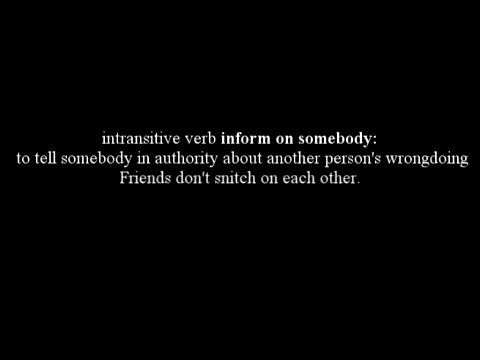 intransitive verb inform on somebody:
to tell somebody in authority about another person's wrongdoing
Friends don't snitch on each other.